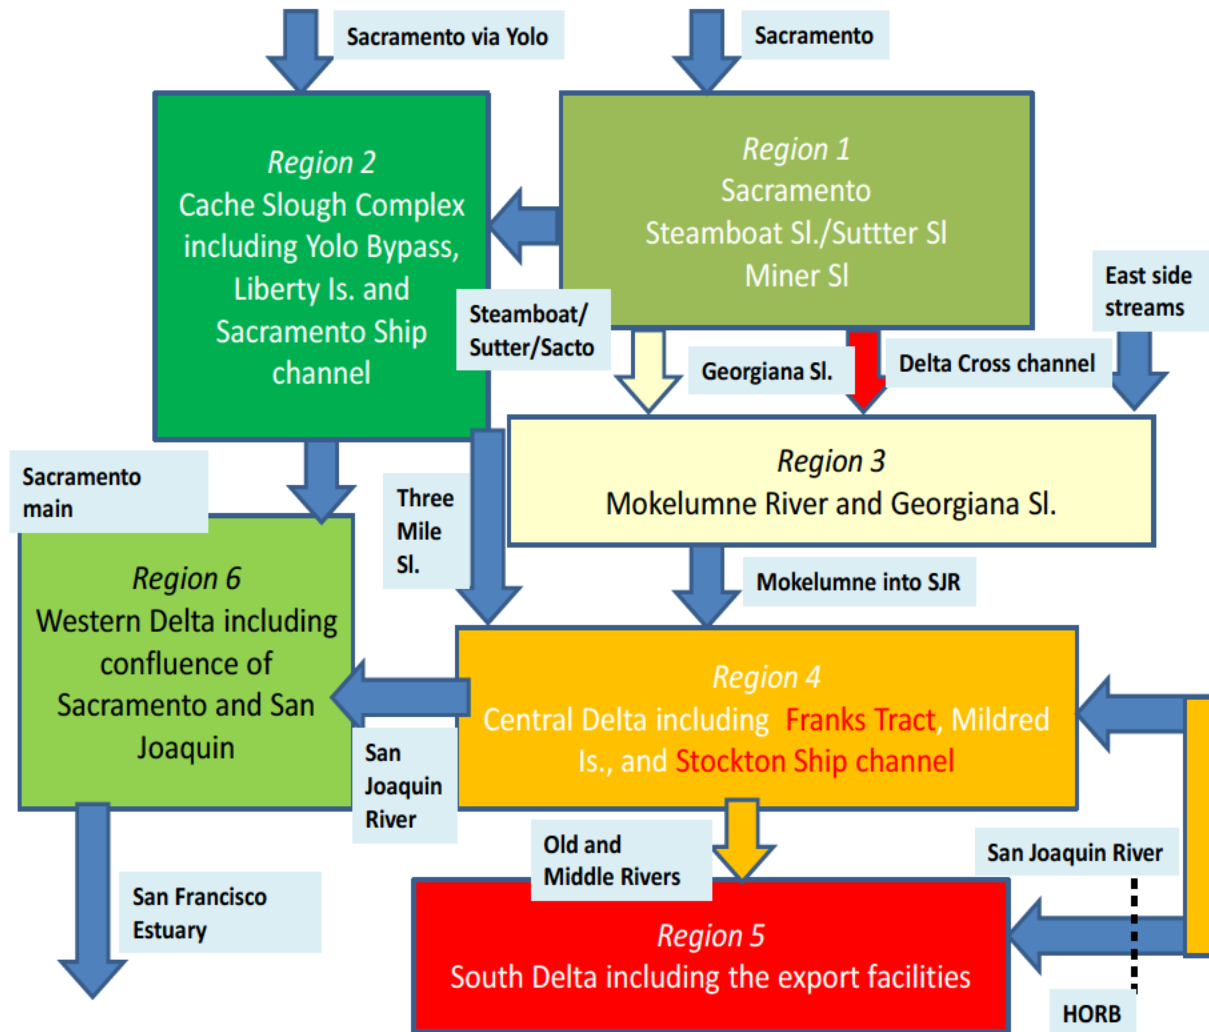 Sacramento via Yolo
Sacramento
Region 2
Cache Slough Complex
including Yolo Bypass,
Liberty Is. and
Sacramento Ship
channel
Region 1
Sacramento
Steamboat Sl./Suttter Sl
Miner Sl
East side
streams
Steamboat/
Sutter/Sacto
Georgiana Sl.
Delta Cross channel
Region 3
Mokelumne River and Georgiana Sl.
Sacramento
main
Three
Mile
Sl.
Mokelumne into SJR
Region 6
Western Delta including
confluence of
Sacramento and San
Joaquin
Region 4
Central Delta including Franks Tract, Mildred
Is., and Stockton Ship channel
San
Joaquin
River
Old and
Middle Rivers
San Joaquin River
San Francisco
Estuary
Region 5
South Delta including the export facilities
HORB